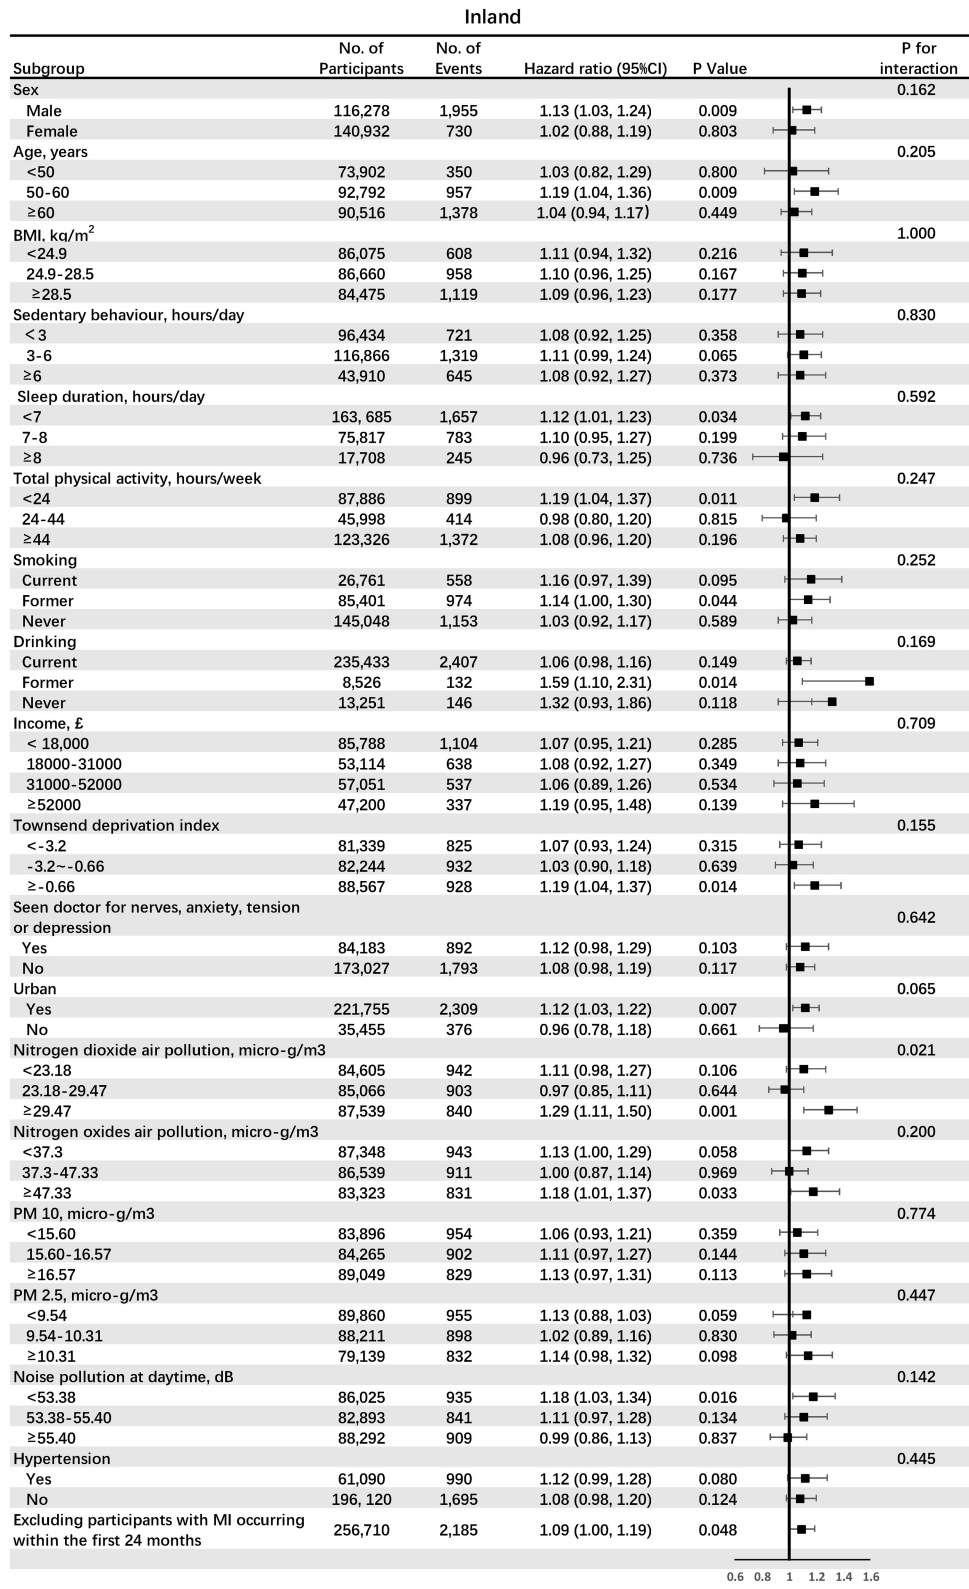 Inland
Subgroup No. of Participants No. of Events Hazard ratio (95%CI) P Value P for interaction
Sex 0.162
Male 116,278 1,955 1.13 (1.03, 1.24) 0.009
Female 140,932 730 1.02 (0.88, 1.19) 0.803
Age, years 0.205
<50 73,902 350 1.03 (0.82, 1.29) 0.800
50-60 92,792 957 1.19 (1.04, 1.36) 0.009
≥60 90,516 1,378 1.04 (0.94, 1.17) 0.449
BMI, kg/m² 1.000
<24.9 86,075 608 1.11 (0.94, 1.32) 0.216
24.9-28.5 86,660 958 1.10 (0.96, 1.25) 0.167
≥28.5 84,475 1,119 1.09 (0.96, 1.23) 0.177
Sedentary behaviour, hours/day 0.830
<3 96,434 721 1.08 (0.92, 1.25) 0.358
3-6 116,866 1,319 1.11 (0.99, 1.24) 0.065
≥6 43,910 645 1.08 (0.92, 1.27) 0.373
Sleep duration, hours/day 0.592
<7 163, 685 1,657 1.12 (1.01, 1.23) 0.034
7-8 75,817 783 1.10 (0.95, 1.27) 0.199
≥8 17,708 245 0.96 (0.73, 1.25) 0.736
Total physical activity, hours/week 0.247
<24 87,886 899 1.19 (1.04, 1.37) 0.011
24-44 45,998 414 0.98 (0.80, 1.20) 0.815
≥44 123,326 1,372 1.08 (0.96, 1.20) 0.196
Smoking 0.252
Current 26,761 558 1.16 (0.97, 1.39) 0.095
Former 85,401 974 1.14 (1.00, 1.30) 0.044
Never 145,048 1,153 1.03 (0.92, 1.17) 0.589
Drinking 0.169
Current 235,433 2,407 1.06 (0.98, 1.16) 0.149
Former 8,526 132 1.59 (1.10, 2.31) 0.014
Never 13,251 146 1.32 (0.93, 1.86) 0.118
Income, £ 0.709
< 18,000 85,788 1,104 1.07 (0.95, 1.21) 0.285
18000-31000 53,114 638 1.08 (0.92, 1.27) 0.349
31000-52000 57,051 537 1.06 (0.89, 1.26) 0.534
≥52000 47,200 337 1.19 (0.95, 1.48) 0.139
Townsend deprivation index 0.155
<-3.2 81,339 825 1.07 (0.93, 1.24) 0.315
-3.2~-0.66 82,244 932 1.03 (0.90, 1.18) 0.639
≥-0.66 88,567 928 1.19 (1.04, 1.37) 0.014
Seen doctor for nerves, anxiety, tension
or depression 0.642
Yes 84,183 892 1.12 (0.98, 1.29) 0.103
No 173,027 1,793 1.08 (0.98, 1.19) 0.117
Urban 0.065
Yes 221,755 2,309 1.12 (1.03, 1.22) 0.007
No 35,455 376 0.96 (0.78, 1.18) 0.661
Nitrogen dioxide air pollution, micro-g/m3 0.021
<23.18 84,605 942 1.11 (0.98, 1.27) 0.106
23.18-29.47 85,066 903 0.97 (0.85, 1.11) 0.644
≥29.47 87,539 840 1.29 (1.11, 1.50) 0.001
Nitrogen oxides air pollution, micro-g/m3 0.200
<37.3 87,348 943 1.13 (1.00, 1.29) 0.058
37.3-47.33 86,539 911 1.00 (0.87, 1.14) 0.969
≥47.33 83,323 831 1.18 (1.01, 1.37) 0.033
PM 10, micro-g/m3 0.774
<15.60 83,896 954 1.06 (0.93, 1.21) 0.359
15.60-16.57 84,265 902 1.11 (0.97, 1.27) 0.144
≥16.57 89,049 829 1.13 (0.97, 1.31) 0.113
PM 2.5, micro-g/m3 0.447
<9.54 89,860 955 1.13 (0.88, 1.03) 0.059
9.54-10.31 88,211 898 1.02 (0.89, 1.16) 0.830
≥10.31 79,139 832 1.14 (0.98, 1.32) 0.098
Noise pollution at daytime, dB 0.142
<53.38 86,025 935 1.18 (1.03, 1.34) 0.016
53.38-55.40 82,893 841 1.11 (0.97, 1.28) 0.134
≥55.40 88,292 909 0.99 (0.86, 1.13) 0.837
Hypertension 0.445
Yes 61,090 990 1.12 (0.99, 1.28) 0.080
No 196, 120 1,695 1.08 (0.98, 1.20) 0.124
Excluding participants with MI occurring
within the first 24 months 256,710 2,185 1.09 (1.00, 1.19) 0.048
0.6 0.8 1 1.2 1.4 1.6